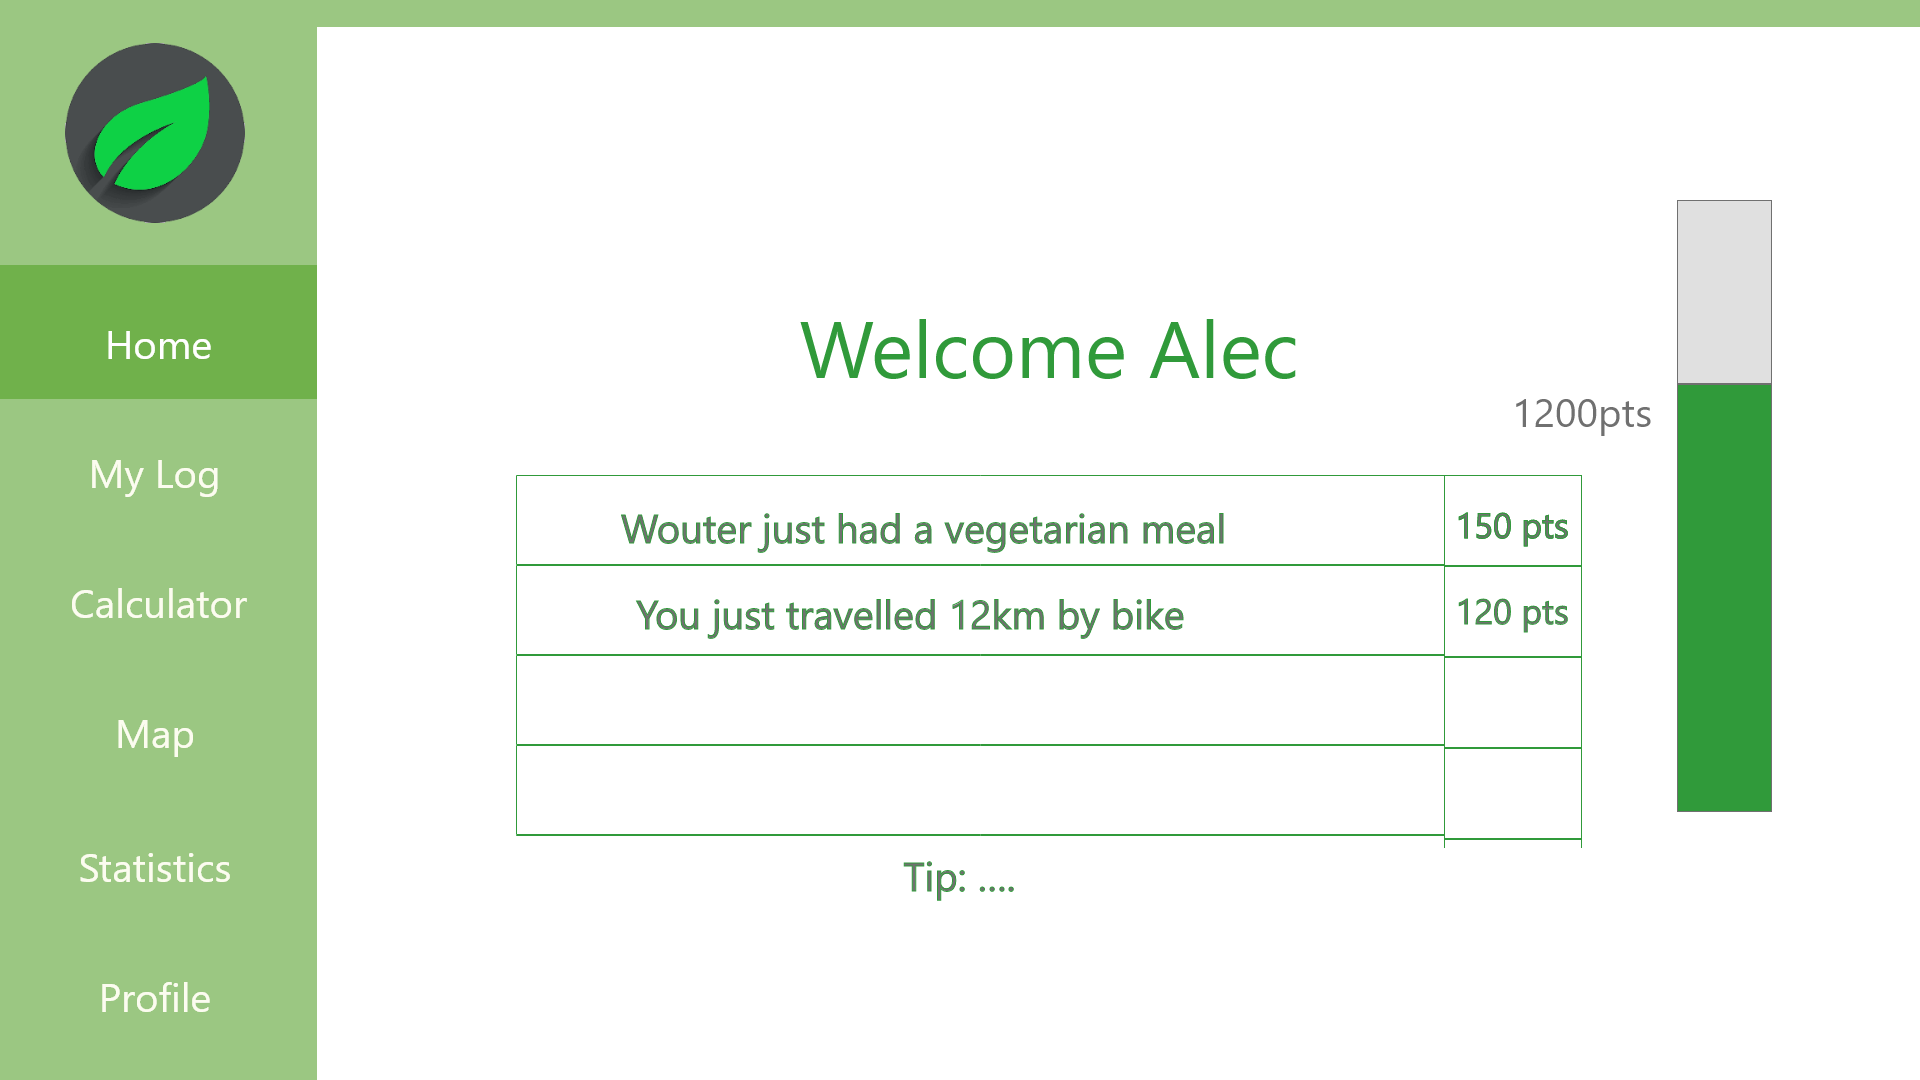 Home
My Log
Calculator
Map
Statistics
Profile
Welcome Alec
1200pts
Wouter just had a vegetarian meal 150 pts
You just travelled 12km by bike 120 pts
Tip: ....